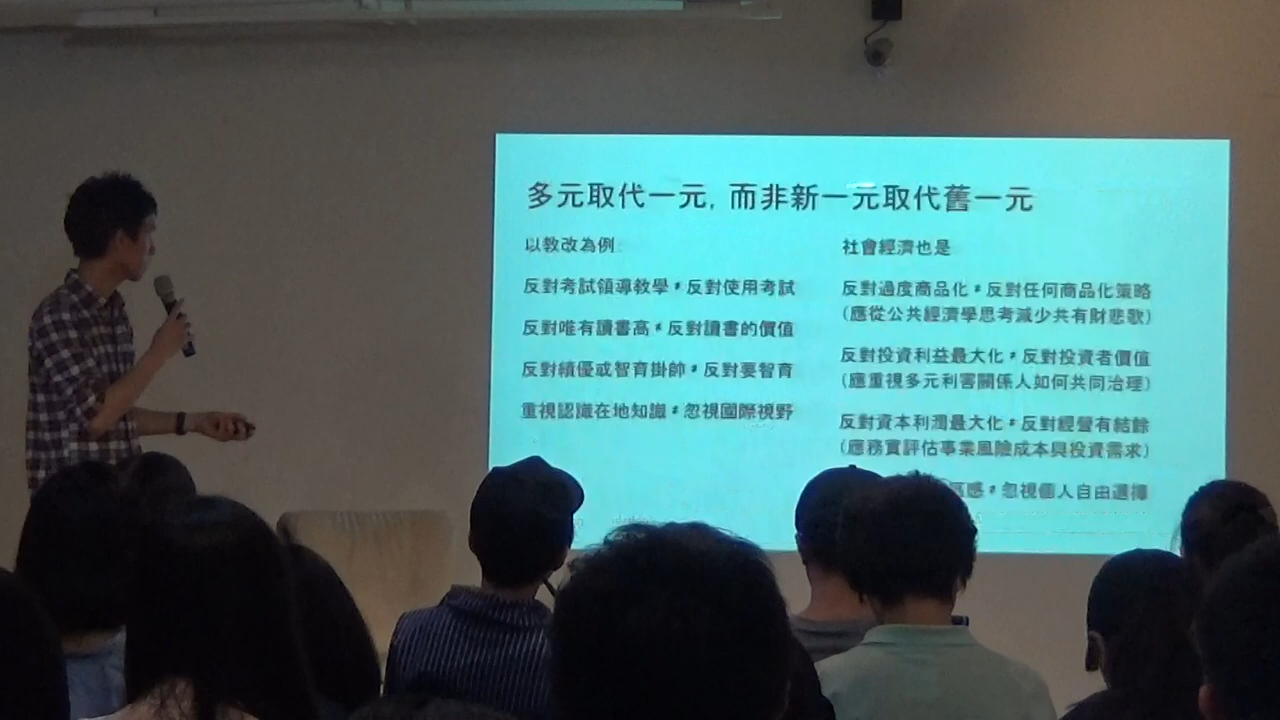 多元取代一元, 而非新一元取代舊一元
以教改為例:
反對考試領導教學≠反對使用考試
反對唯有讀書高≠反對讀書的價值
反對績優或智育掛帥≠反對要智育
重視認識在地知識≠忽視國際視野
社會經濟也是
反對過度商品化≠反對任何商品化策略
(應從公共經濟學思考減少共有財悲歌)
反對投資利益最大化≠反對投資者價值
(應重視多元利害關係人如何共同治理)
反對資本利潤最大化≠反對經營有結餘
(應務實評估事業風險成本與投資需求)
感≠忽視個人自由選擇